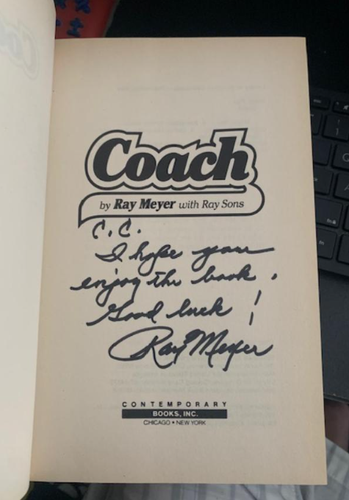 Coach
by Ray Meyer with Ray Sons
C.C.
I hope you
enjoy the book.
Good luck!
Ray Meyer
CONTEMPORARY
BOOKS, INC.
CHICAGO • NEW YORK